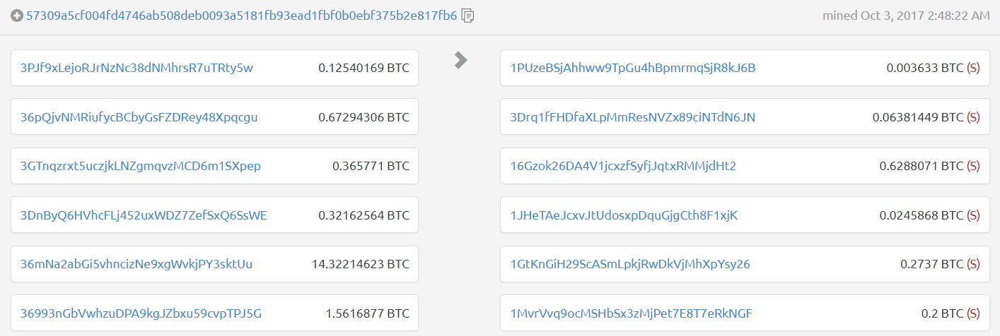 57309a5cf004fd4746ab508deb0093a5181fb93ead1fbf0b0ebf375b2e817fb6 mined Oct 3, 2017 2:48:22 AM
3PJf9xLejoRJrNzNc38dNMhrsR7uTRty5w 0.12540169 BTC 1PUzeBSjAhhww9TpGu4hBpmrmqSjR8kJ6B 0.003633 BTC (S)
36pQjvNMRiufycBCbyGsFZDRey48Xpqcgu 0.67294306 BTC 3Drq1fFHDfaXLpMmResNVZx89ciNTdN6JN 0.06381449 BTC (S)
3GTnqzrxt5uczjkLNZgmqvzMCD6m1SXpep 0.365771 BTC 16Gzok26DA4V1jcxzfSyfjJqtxRMMjdHt2 0.6288071 BTC (S)
3DnByQ6HVhcFLj452uxWDZ7ZefSxQ6SsWE 0.32162564 BTC 1JHeTAeJcxvJtUdosxpDquGjgCth8F1xjK 0.0245868 BTC (S)
36mNa2abGi5vhncizNe9xgWvkjPY3sktUu 14.32214623 BTC 1GtKnGiH29ScASmLpkjRwDkVjMhXpYsy26 0.2737 BTC (S)
36993nGbVwhzuDPA9kgJZbxu59cvpTPJ5G 1.5616877 BTC 1MvrVvq9ocMSHbSx3zMjPet7E8T7eRkNGF 0.2 BTC (S)